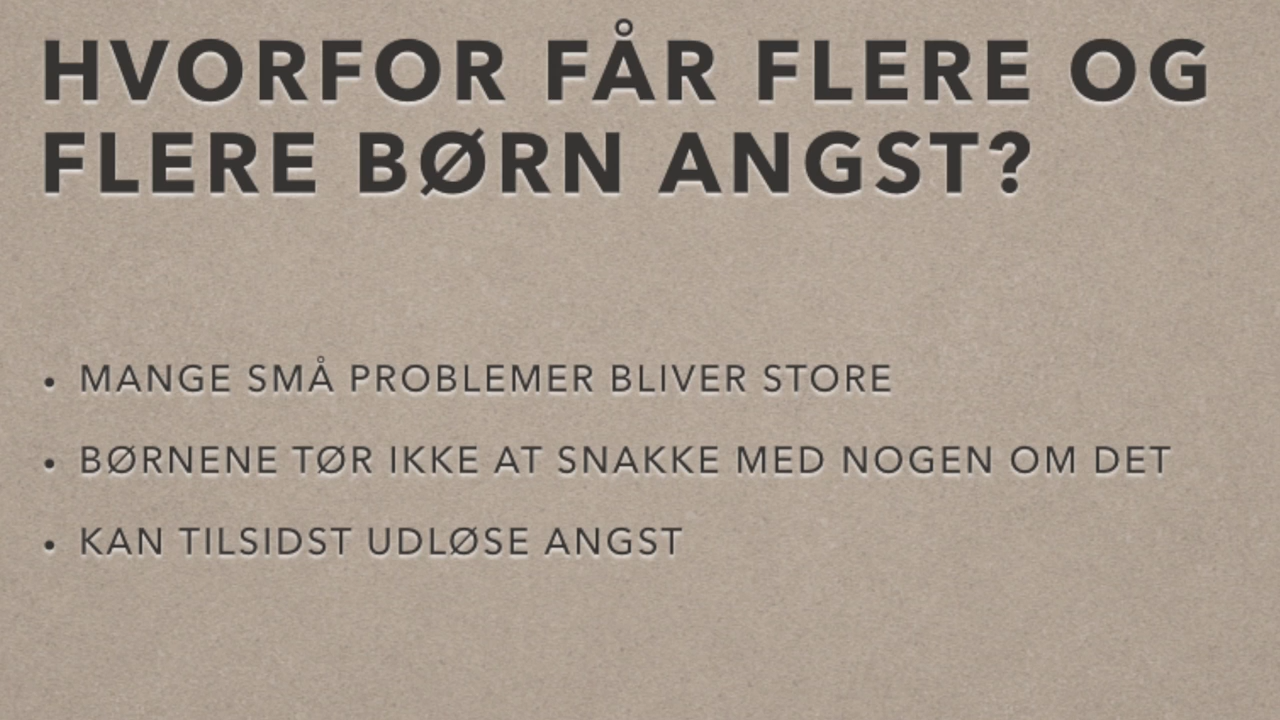 HVORFOR FÅR FLERE OG
FLERE BØRN ANGST?
• MANGE SMÅ PROBLEMER BLIVER STORE
• BØRNENE TØR IKKE AT SNAKKE MED NOGEN OM DET
• KAN TILSIDST UDLØSE ANGST